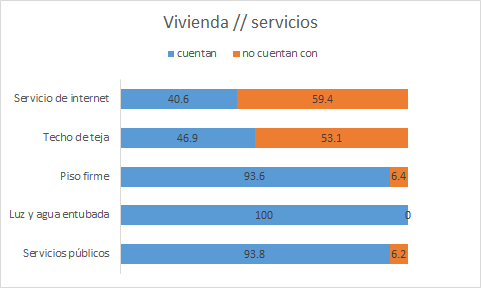 Vivienda // servicios
cuentan no cuentan con
Servicio de internet 40.6 59.4
Techo de teja 46.9 53.1
Piso firme 93.6 6.4
Luz y agua entubada 100 0
Servicios públicos 93.8 6.2